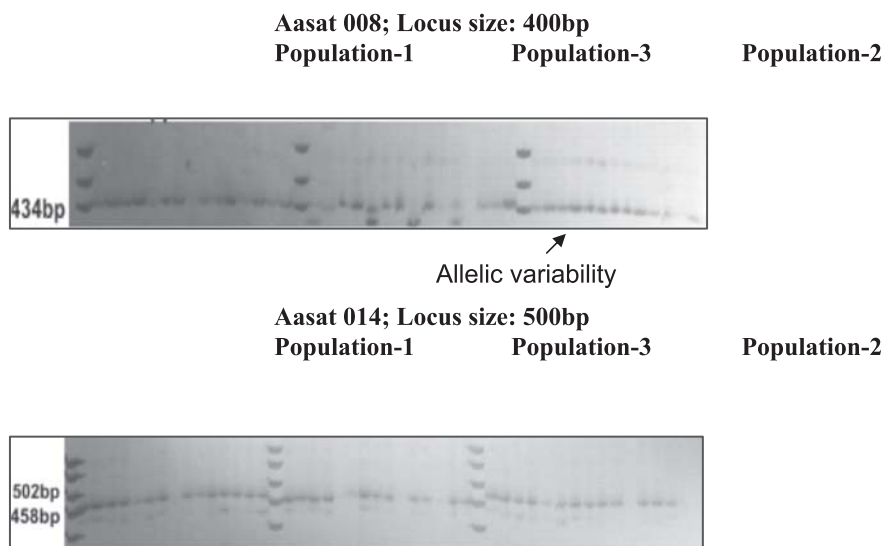 Aasat 008; Locus size: 400bp
Population-1 Population-3 Population-2
434bp
Allelic variability
Aasat 014; Locus size: 500bp
Population-1 Population-3 Population-2
502bp
458bp